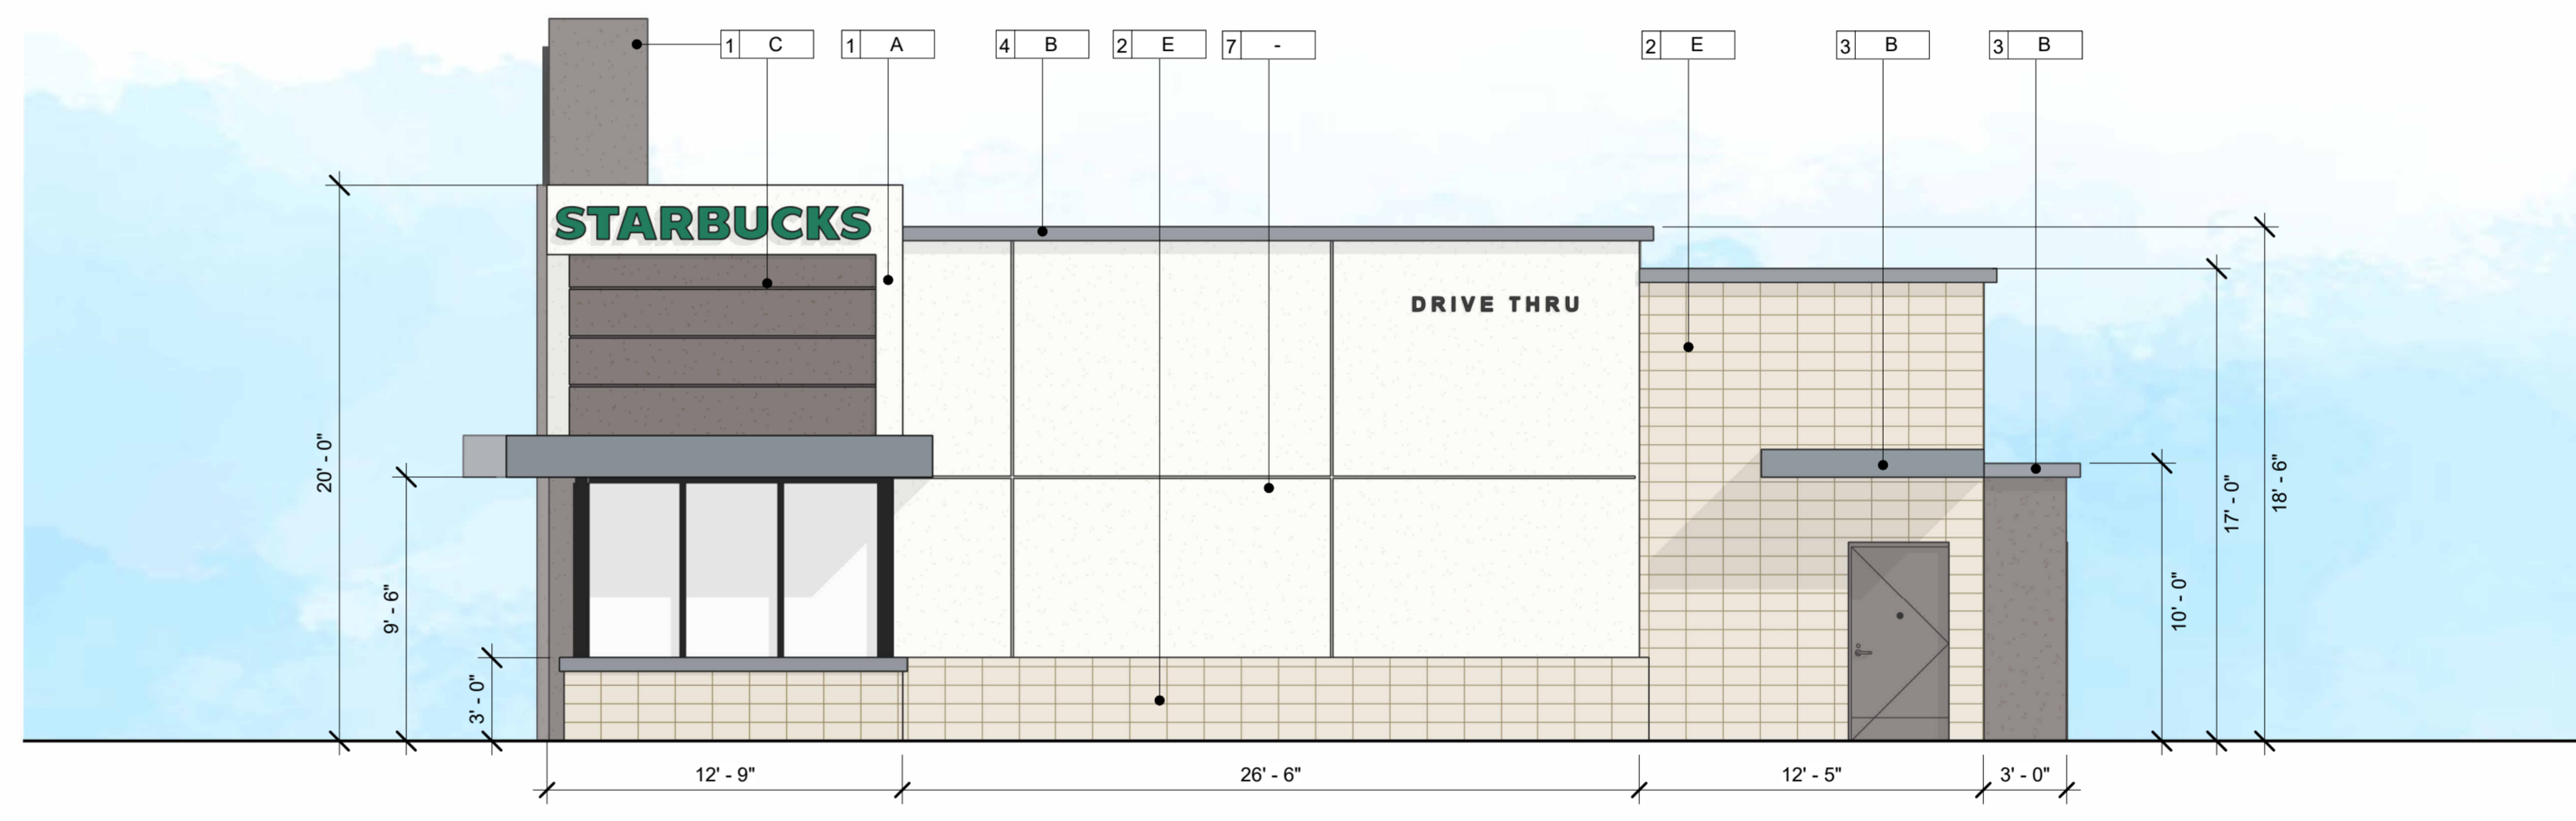 1 C
1 A
4 B
2 E
7 -
2 E
3 B
3 B
STARBUCKS
DRIVE THRU
20' - 0"
9' - 6"
3' - 0"
10' - 0"
17' - 0"
18' - 6"
12' - 9"
26' - 6"
12' - 5"
3' - 0"